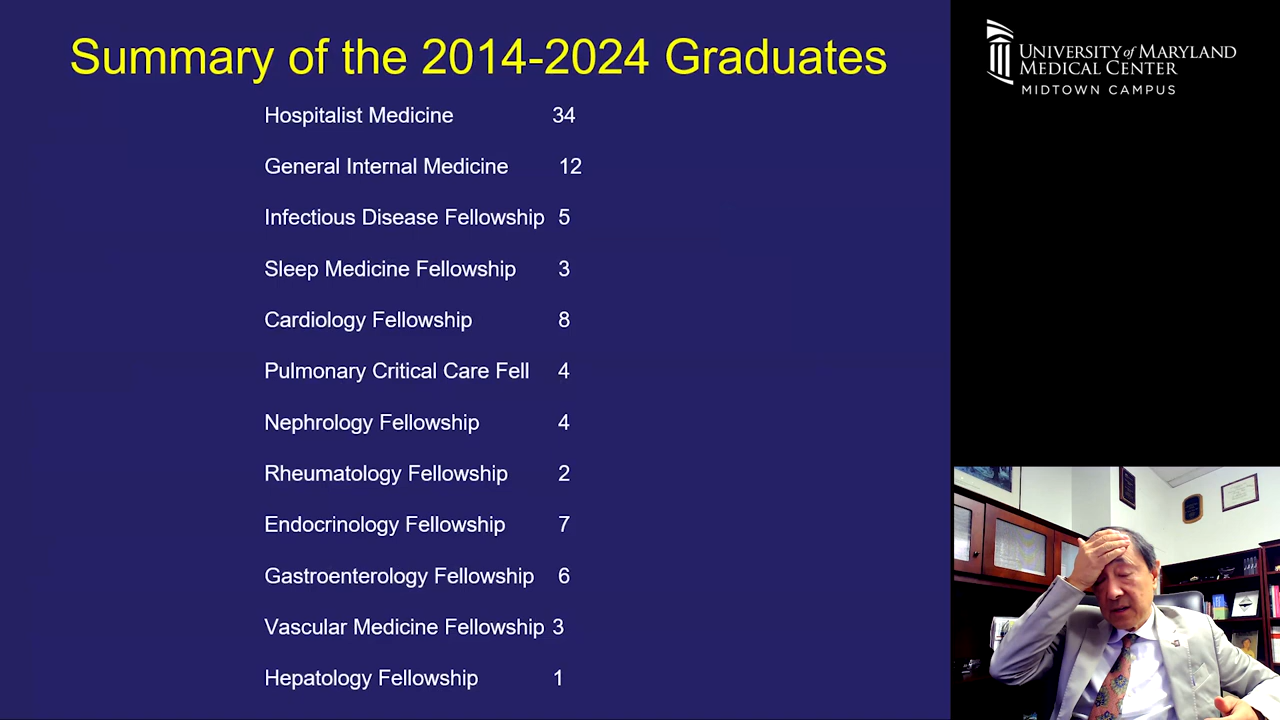 Summary of the 2014-2024 Graduates
Hospitalist Medicine 34
General Internal Medicine 12
Infectious Disease Fellowship 5
Sleep Medicine Fellowship 3
Cardiology Fellowship 8
Pulmonary Critical Care Fell 4
Nephrology Fellowship 4
Rheumatology Fellowship 2
Endocrinology Fellowship 7
Gastroenterology Fellowship 6
Vascular Medicine Fellowship 3
Hepatology Fellowship 1
UNIVERSITY of MARYLAND
MEDICAL CENTER
MIDTOWN CAMPUS